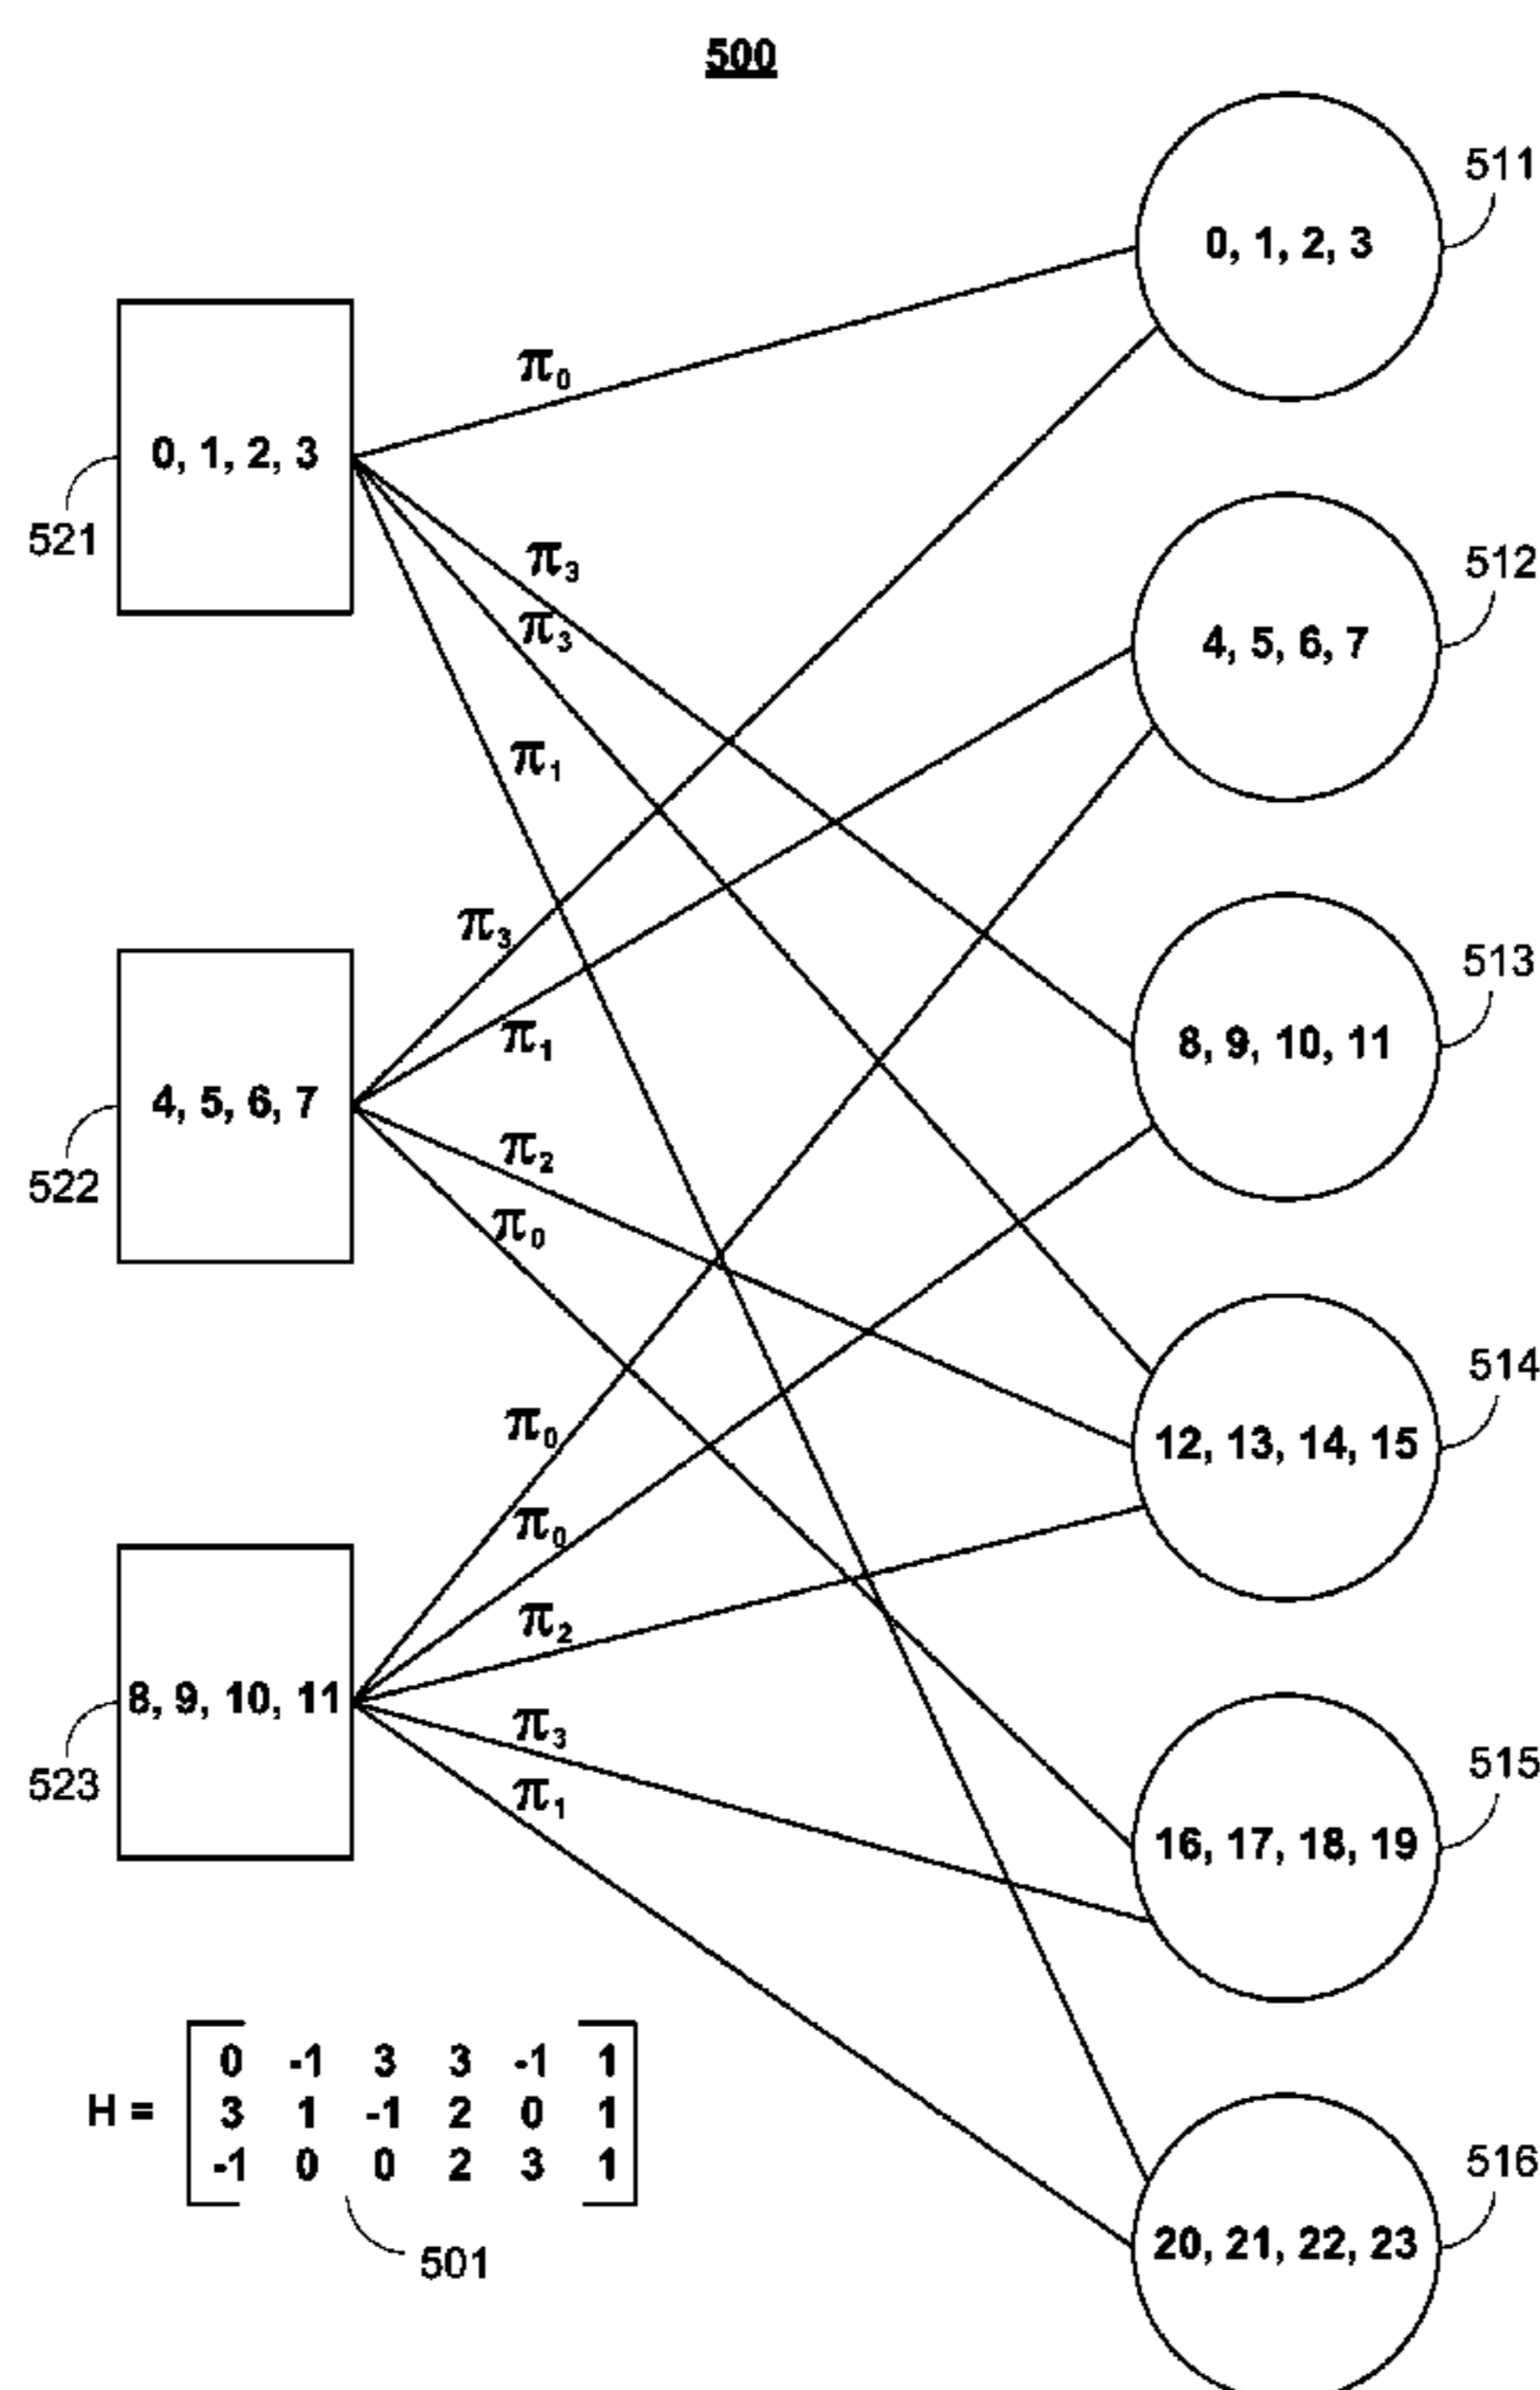 500
511
0, 1, 2, 3
π0
0, 1, 2, 3
521
π3
π3
512
4, 5, 6, 7
π1
π3
513
8, 9, 10, 11
π1
4, 5, 6, 7
π2
522
π0
514
12, 13, 14, 15
π0
π0
π2
8, 9, 10, 11
π3
523
π1
515
16, 17, 18, 19
H =
0 -1 3 3 -1 1
3 1 -1 2 0 1
-1 0 0 2 3 1
501
516
20, 21, 22, 23